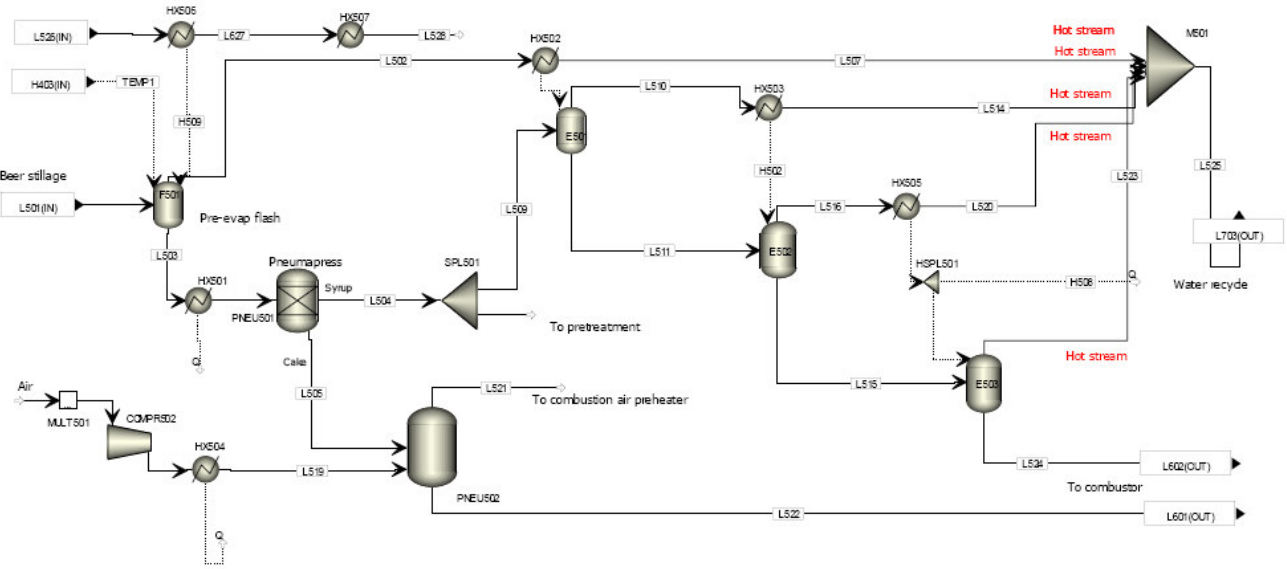 HX506
HX507
L526(IN)
L627
L528
HX502
Hot stream
M501
Hot stream
L502
L507
H403(IN)
TEMP1
L510
HX503
Hot stream
L514
H509
E501
Hot stream
Beer stillage
H502
HX505
L523
L525
L501(IN)
F501
L509
L516
L520
Pre-evap flash
L703(OUT)
L503
L511
E502
Pneumapress
SPL501
HSPL501
HX501
Syrup
L504
H506
Q
Water recycle
PNEU501
To pretreatment
Q
Cake
Hot stream
L505
L515
E503
Air
L521
MULT501
COMPR502
To combustion air preheater
HX504
L519
L524
L602(OUT)
To combustor
PNEU502
L522
L601(OUT)
Q